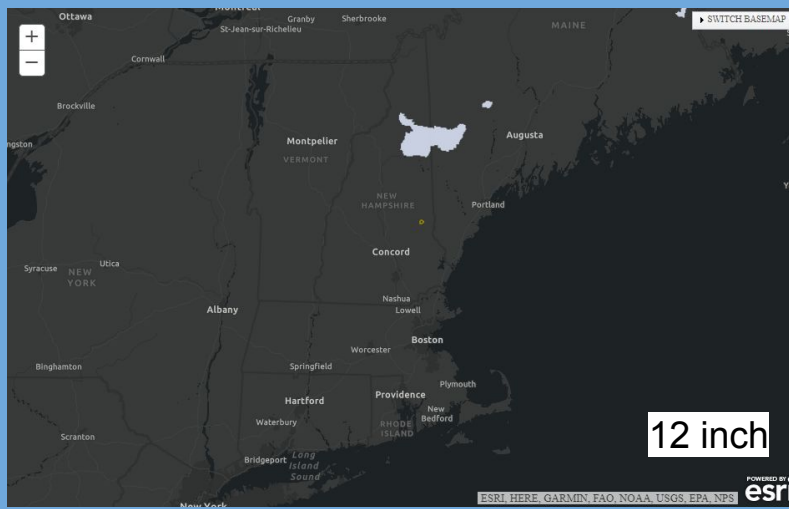 Montreal
Ottawa
Granby
Sherbrooke
St-Jean-sur-Richelieu
MAINE
SWITCH BASEMAP
+
−
Cornwall
Brockville
ngston
Montpelier
Augusta
VERMONT
NEW
HAMPSHIRE
Portland
Concord
Syracuse
Utica
NEW
YORK
Nashua
Lowell
Albany
Boston
Worcester
Binghamton
Springfield
Plymouth
Hartford
Providence
New
Bedford
Waterbury
RHODE
ISLAND
Scranton
12 inch
Bridgeport
Long
Island
Sound
POWERED BY
esri
ESRI, HERE, GARMIN, FAO, NOAA, USGS, EPA, NPS
New York